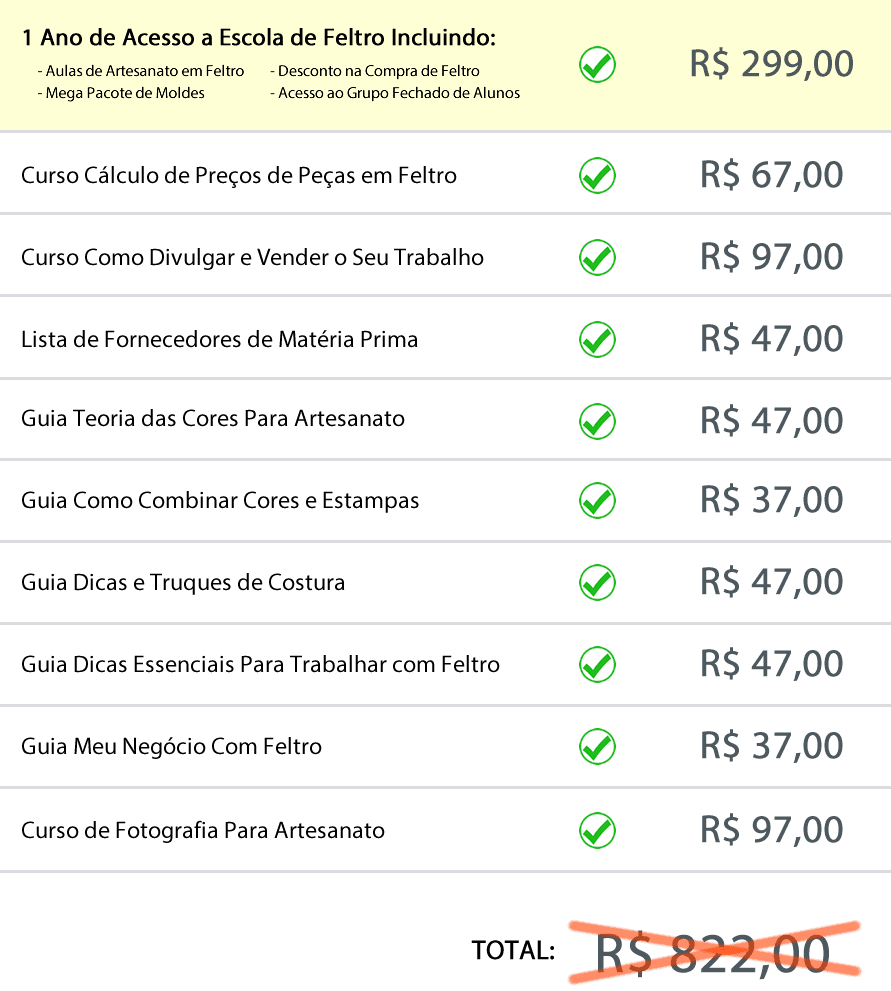 1 Ano de Acesso a Escola de Feltro Incluindo:
- Aulas de Artesanato em Feltro - Desconto na Compra de Feltro
- Mega Pacote de Moldes - Acesso ao Grupo Fechado de Alunos
R$ 299,00
Curso Cálculo de Preços de Peças em Feltro R$ 67,00
Curso Como Divulgar e Vender o Seu Trabalho R$ 97,00
Lista de Fornecedores de Matéria Prima R$ 47,00
Guia Teoria das Cores Para Artesanato R$ 47,00
Guia Como Combinar Cores e Estampas R$ 37,00
Guia Dicas e Truques de Costura R$ 47,00
Guia Dicas Essenciais Para Trabalhar com Feltro R$ 47,00
Guia Meu Negócio Com Feltro R$ 37,00
Curso de Fotografia Para Artesanato R$ 97,00
TOTAL: R$ 822,00